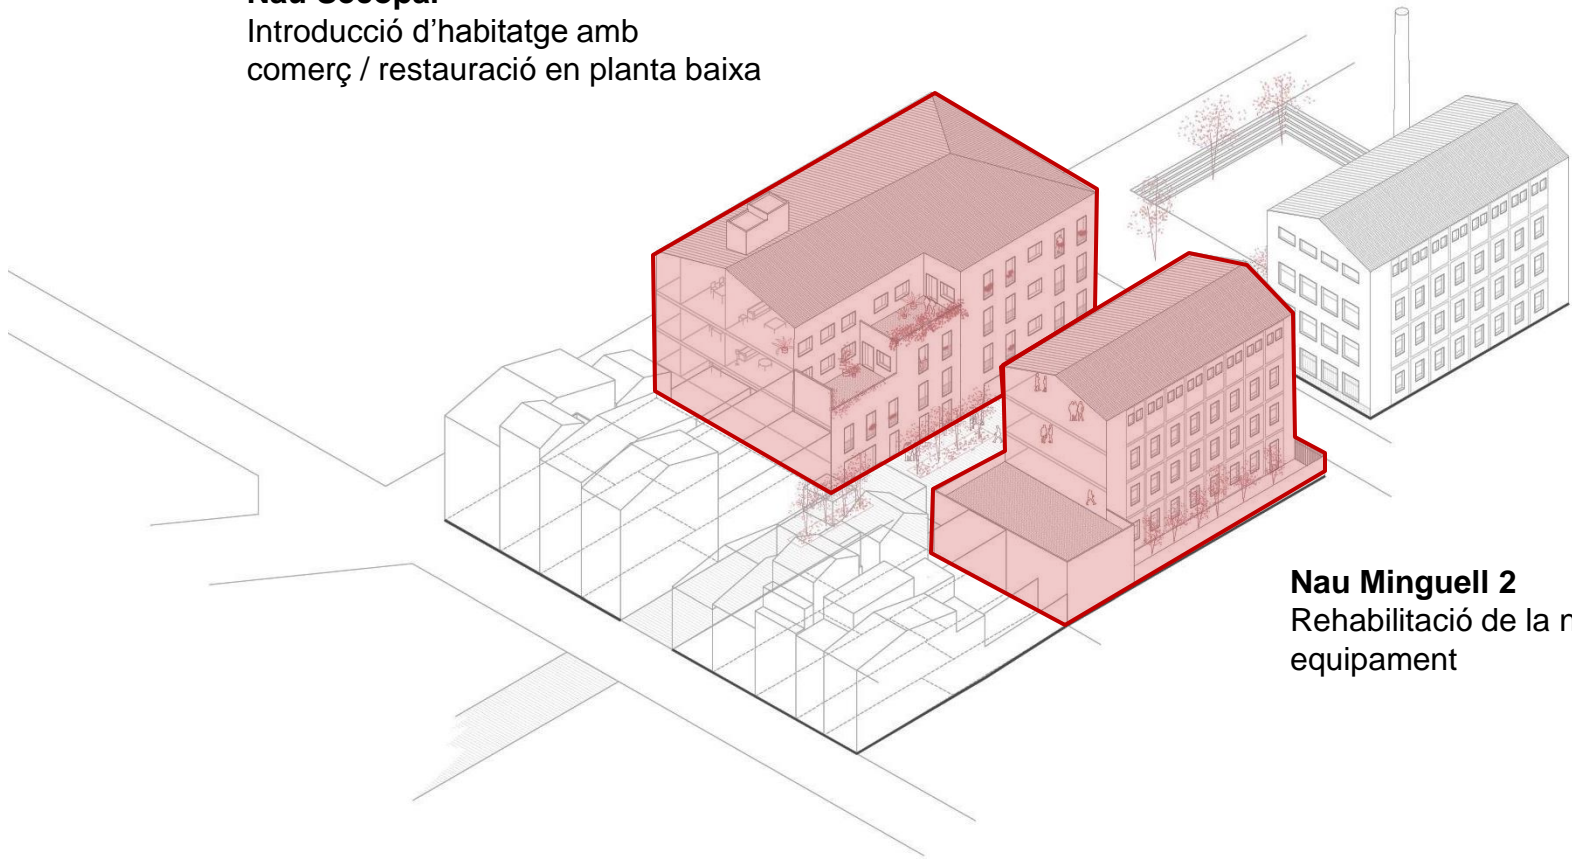 Introducció d’habitatge amb
comerç / restauració en planta baixa
Nau Minguell 2
Rehabilitació de la
equipament